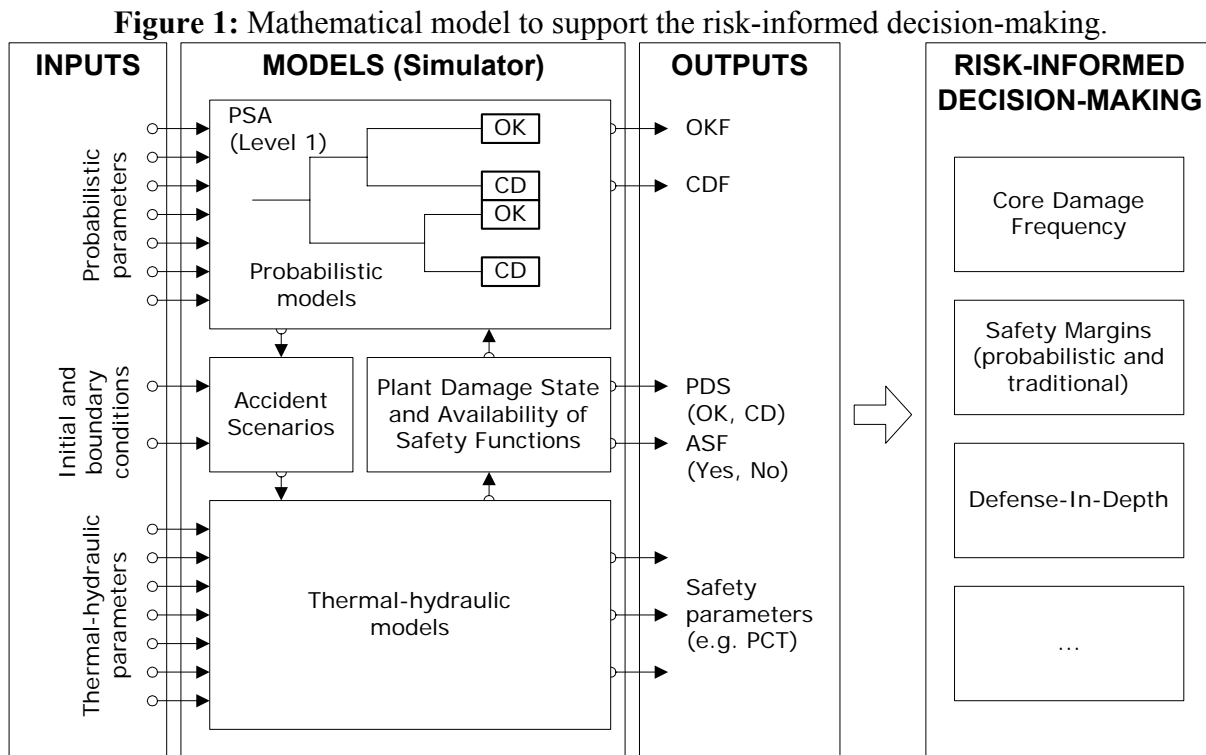 Figure 1: Mathematical model to support the risk-informed decision-making.
INPUTS
Probabilistic
parameters
Initial and
boundary
conditions
Thermal-hydraulic
parameters
MODELS (Simulator)
PSA
(Level 1)
OK
CD
OK
CD
Probabilistic
models
Accident
Scenarios
Plant Damage State
and Availability of
Safety Functions
Thermal-hydraulic
models
OUTPUTS
OKF
CDF
PDS
(OK, CD)
ASF
(Yes, No)
Safety
parameters
(e.g. PCT)
RISK-INFORMED
DECISION-MAKING
Core Damage
Frequency
Safety Margins
(probabilistic and
traditional)
Defense-In-Depth
...